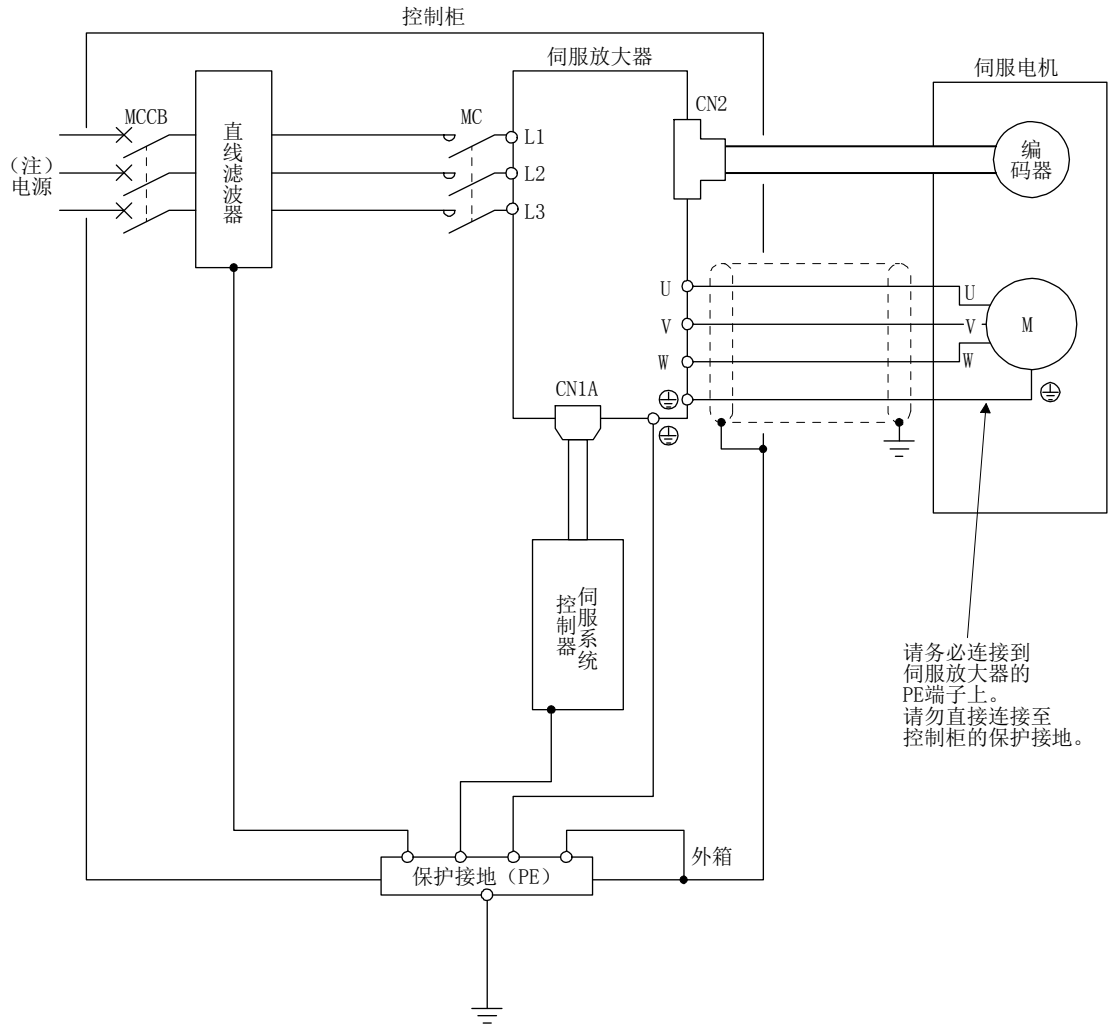 控制柜
伺服放大器
伺服电机
MCCB
MC
CN2
直线滤波器
L1
L2
L3
（注）
电源
编
码器
U
V
W
U
V
W
M
CN1A
伺服系统
控制器
请务必连接到
伺服放大器的
PE端子上。
请勿直接连接至
控制柜的保护接地。
外箱
保护接地（PE）